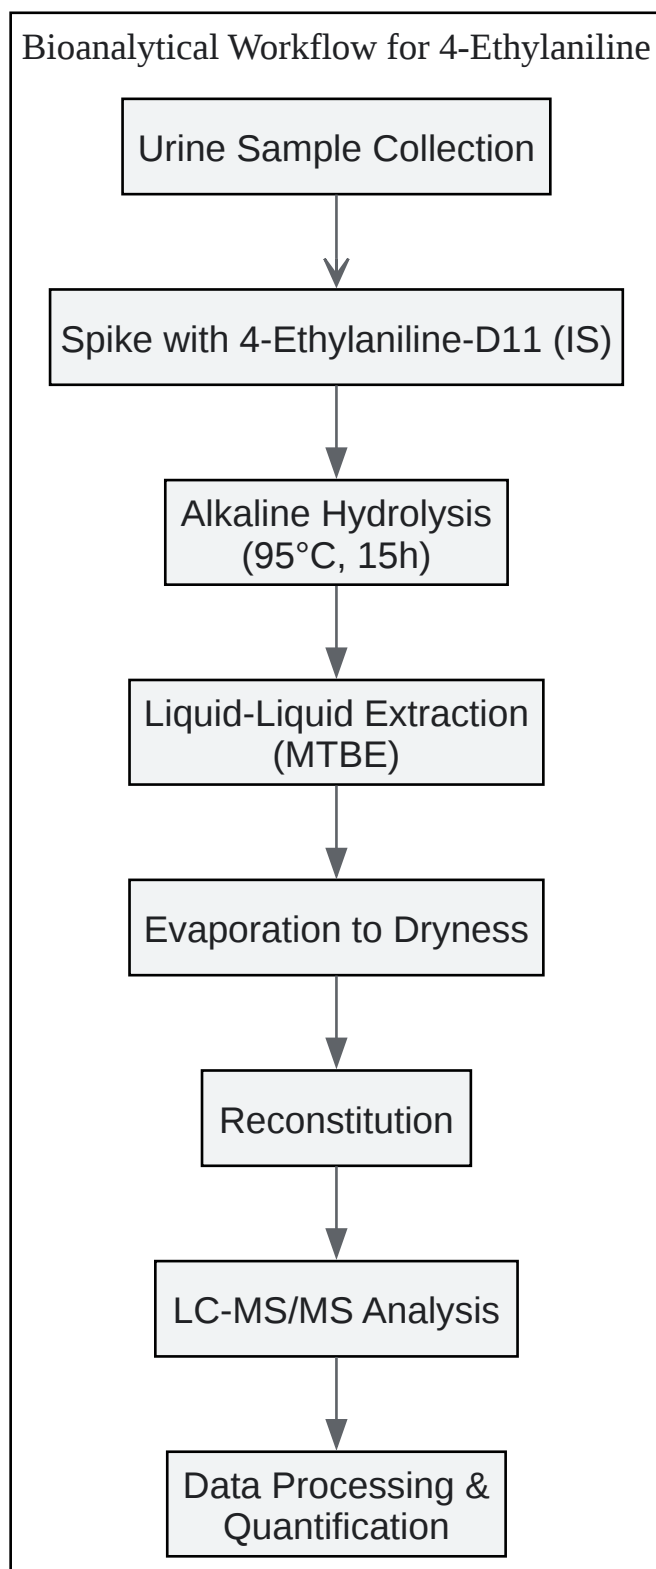 Bioanalytical Workflow for 4-Ethylaniline
Urine Sample Collection
Spike with 4-Ethylaniline-D11 (IS)
Alkaline Hydrolysis
(95°C, 15h)
Liquid-Liquid Extraction
(MTBE)
Evaporation to Dryness
Reconstitution
LC-MS/MS Analysis
Data Processing &
Quantification